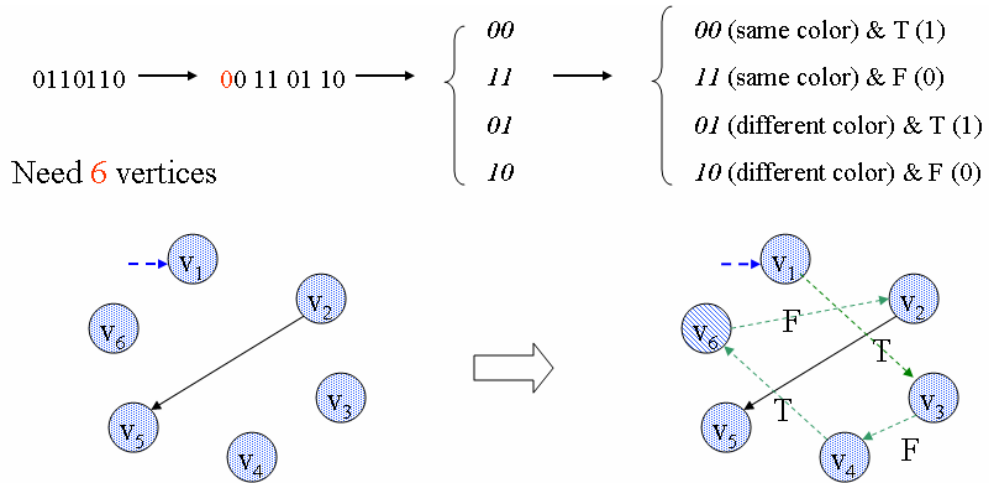 00
00 (same color) & T (1)
0110110
00 11 01 10
11
11 (same color) & F (0)
01
01 (different color) & T (1)
Need 6 vertices
10
10 (different color) & F (0)
v1
v2
v6
v3
v5
v4
v1
v2
v6
F
T
v3
T
v5
F
v4